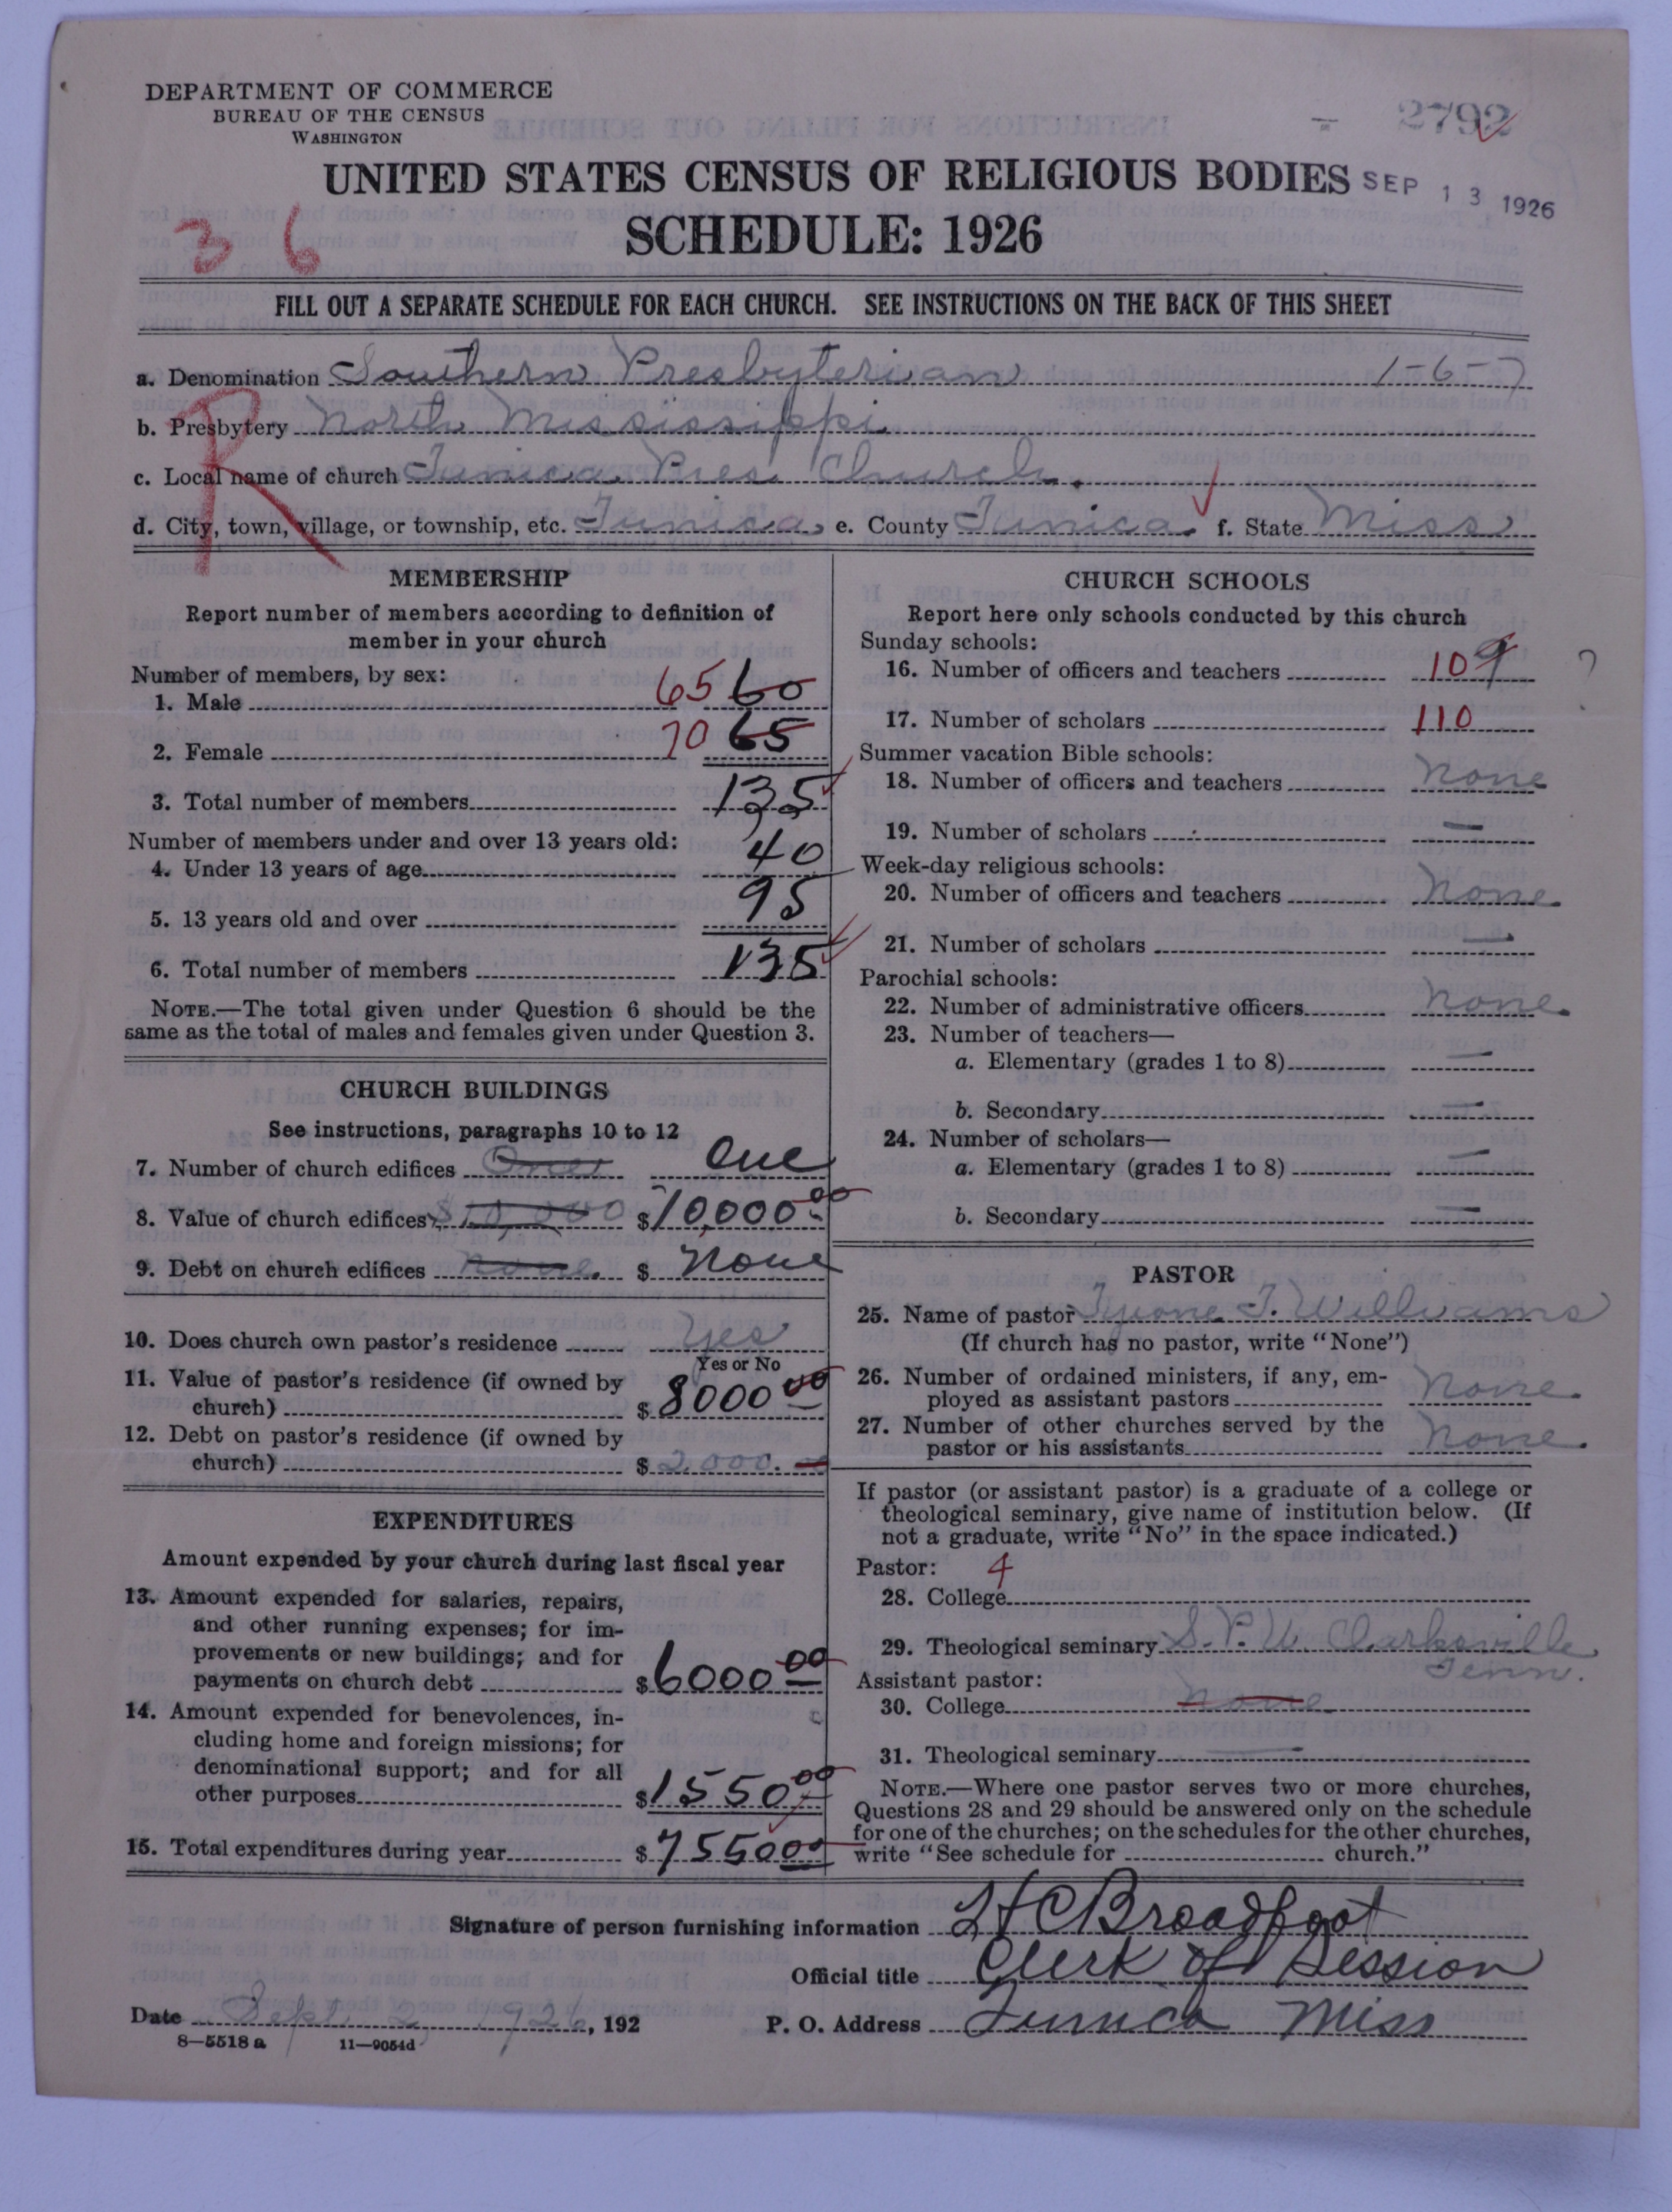 DEPARTMENT OF COMMERCE
BUREAU OF THE CENSUS
WASHINGTON
2792
UNITED STATES CENSUS OF RELIGIOUS BODIES
SEP 13 1926
SCHEDULE: 1926
36
FILL OUT A SEPARATE SCHEDULE FOR EACH CHURCH. SEE INSTRUCTIONS ON THE BACK OF THIS SHEET
a. Denomination Southern Presbyterian 1-6-7
b. Presbytery North Mississippi
R
c. Local name of church Tunica Pres. Church.
d. City, town, village, or township, etc. Tunica e. County Tunica f. State Miss
MEMBERSHIP
Report number of members according to definition of
member in your church
Number of members, by sex:
1. Male 65 60
2. Female 70 65
3. Total number of members 135
Number of members under and over 13 years old:
4. Under 13 years of age 40
5. 13 years old and over 95
6. Total number of members 135
NOTE.—The total given under Question 6 should be the
same as the total of males and females given under Question 3.
CHURCH BUILDINGS
See instructions, paragraphs 10 to 12
7. Number of church edifices One One
8. Value of church edifices $10,000 $10,000.00
9. Debt on church edifices None. $ None
10. Does church own pastor's residence Yes
Yes or No
11. Value of pastor's residence (if owned by
church) $8000 00
12. Debt on pastor's residence (if owned by
church) $2,000.
EXPENDITURES
Amount expended by your church during last fiscal year
13. Amount expended for salaries, repairs,
and other running expenses; for im-
provements or new buildings; and for
payments on church debt $6000 00
14. Amount expended for benevolences, in-
cluding home and foreign missions; for
denominational support; and for all
other purposes $1550 00
15. Total expenditures during year $7550 00
CHURCH SCHOOLS
Report here only schools conducted by this church
Sunday schools:
16. Number of officers and teachers 10 9 ?
17. Number of scholars 110
Summer vacation Bible schools:
18. Number of officers and teachers None
19. Number of scholars —
Week-day religious schools:
20. Number of officers and teachers None.
21. Number of scholars —
Parochial schools:
22. Number of administrative officers None.
23. Number of teachers—
a. Elementary (grades 1 to 8) —
b. Secondary —
24. Number of scholars—
a. Elementary (grades 1 to 8) —
b. Secondary —
PASTOR
25. Name of pastor Tyrone T. Williams
(If church has no pastor, write "None")
26. Number of ordained ministers, if any, em-
ployed as assistant pastors None.
27. Number of other churches served by the
pastor or his assistants None.
If pastor (or assistant pastor) is a graduate of a college or
theological seminary, give name of institution below. (If
not a graduate, write "No" in the space indicated.)
Pastor: 4
28. College
29. Theological seminary S.P.U. Clarksville
Tenn.
Assistant pastor:
30. College None
31. Theological seminary —
NOTE.—Where one pastor serves two or more churches,
Questions 28 and 29 should be answered only on the schedule
for one of the churches; on the schedules for the other churches,
write "See schedule for church."
Signature of person furnishing information H C Broadfoot
Official title Clerk of Session
Date Sept. 2, 1926, 192 P. O. Address Tunica Miss
8—5518 a 11—9054d